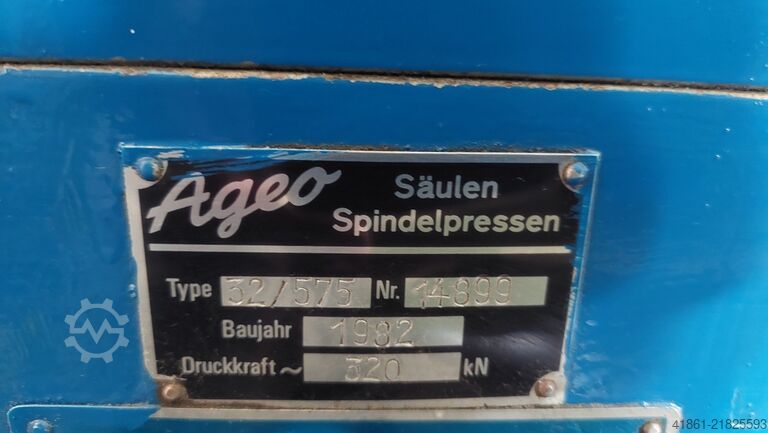 Ageo Säulen
Spindelpressen
Type 32/575 Nr. 14899
Baujahr 1982
Druckkraft ~ 320 kN
41861-21825593